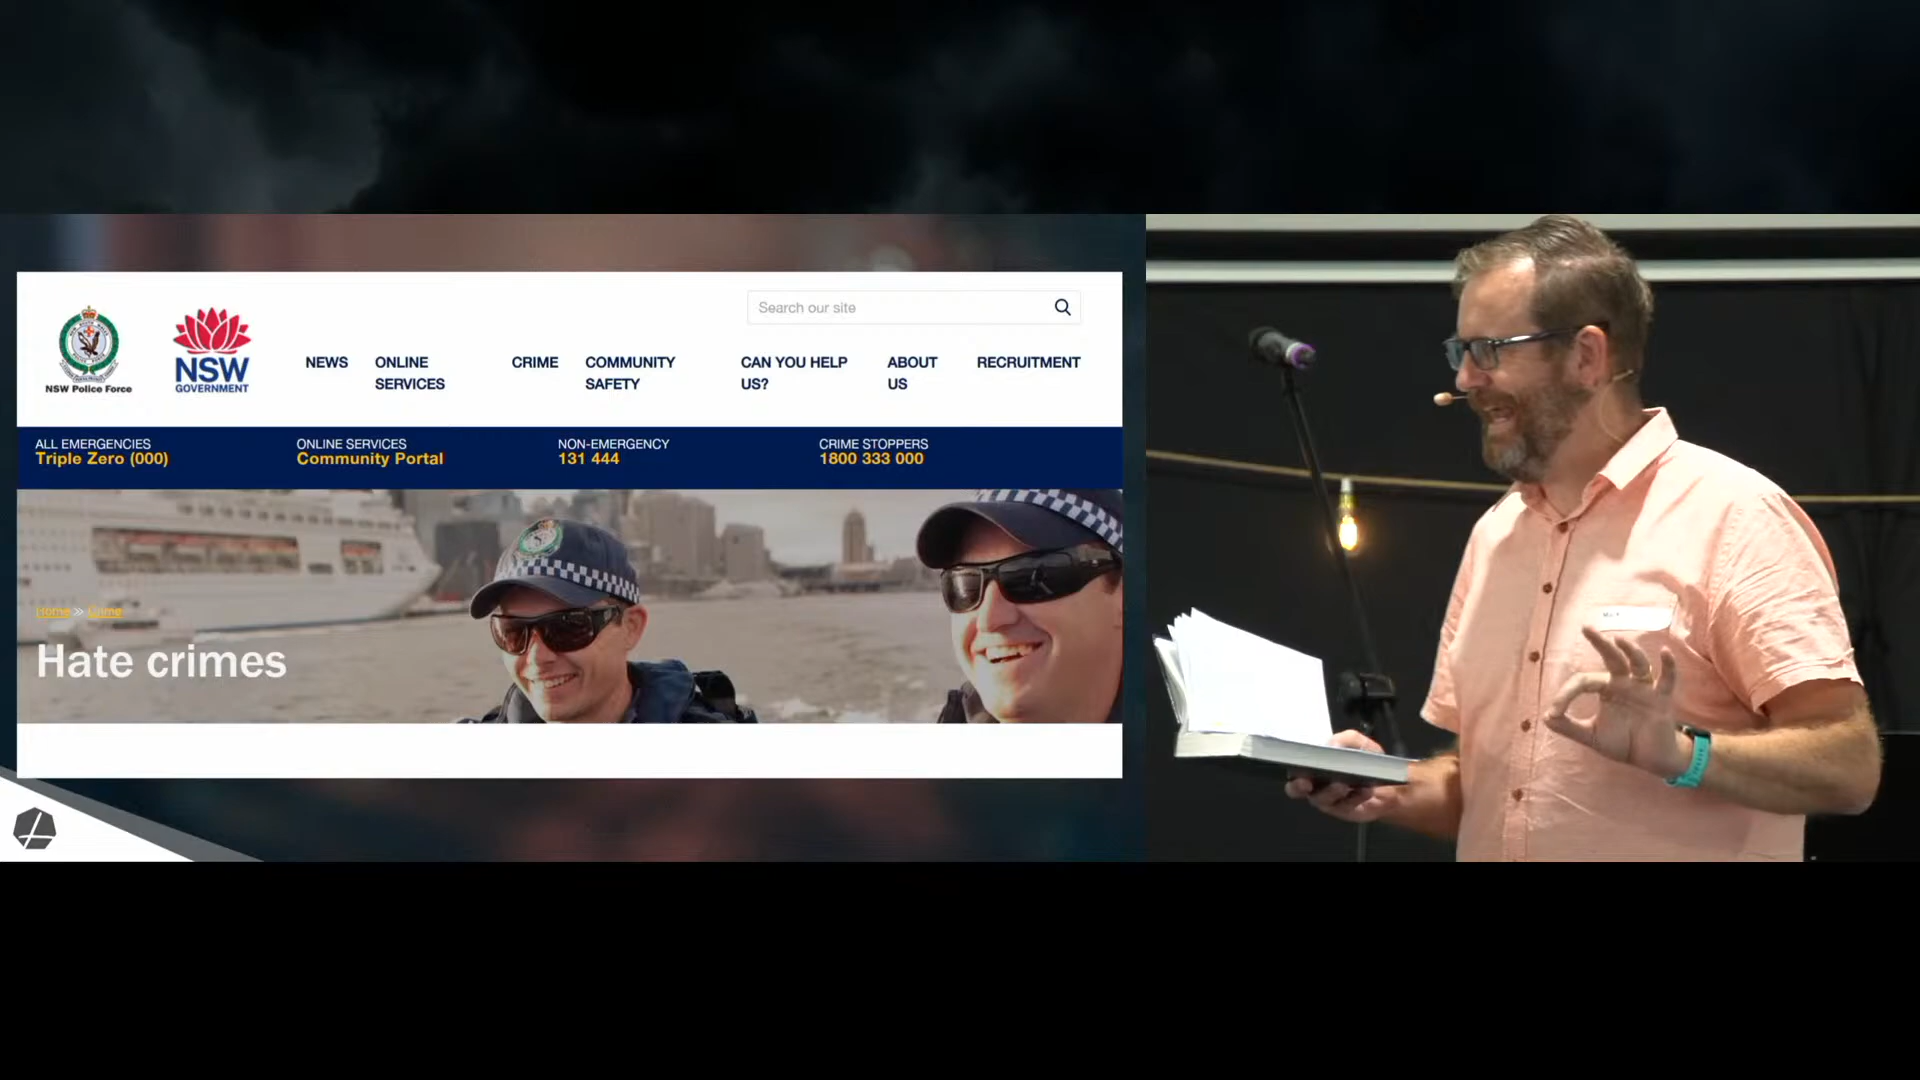 Search our site
NSW Police Force
NSW
GOVERNMENT
NEWS
ONLINE
SERVICES
CRIME
COMMUNITY
SAFETY
CAN YOU HELP
US?
ABOUT
US
RECRUITMENT
ALL EMERGENCIES
Triple Zero (000)
ONLINE SERVICES
Community Portal
NON-EMERGENCY
131 444
CRIME STOPPERS
1800 333 000
Home >> Crime
Hate crimes